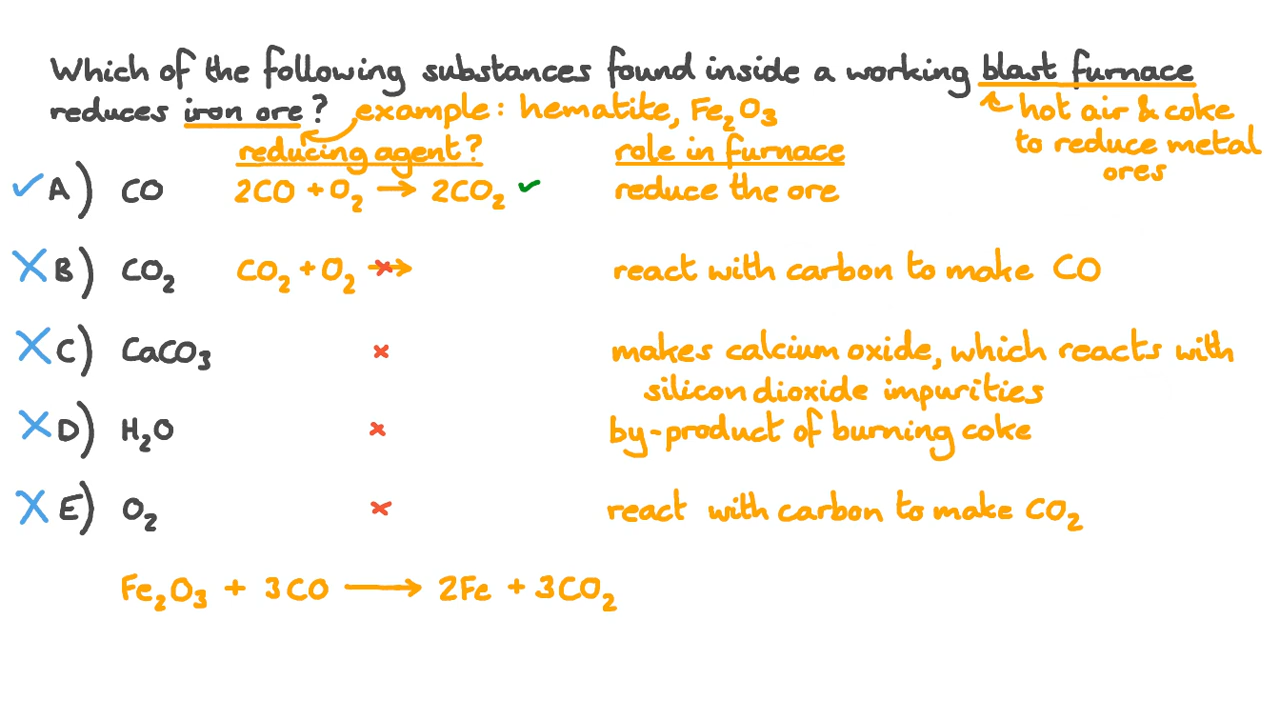 Which of the following substances found inside a working blast furnace
reduces iron ore? example: hematite, Fe₂O₃
hot air & coke
to reduce metal
ores
reducing agent? role in furnace
A) CO 2CO + O₂ → 2CO₂ ✓ reduce the ore
B) CO₂ CO₂ + O₂ → react with carbon to make CO
C) CaCO₃ × makes calcium oxide, which reacts with
silicon dioxide impurities
D) H₂O × by-product of burning coke
E) O₂ × react with carbon to make CO₂
Fe₂O₃ + 3CO → 2Fe + 3CO₂